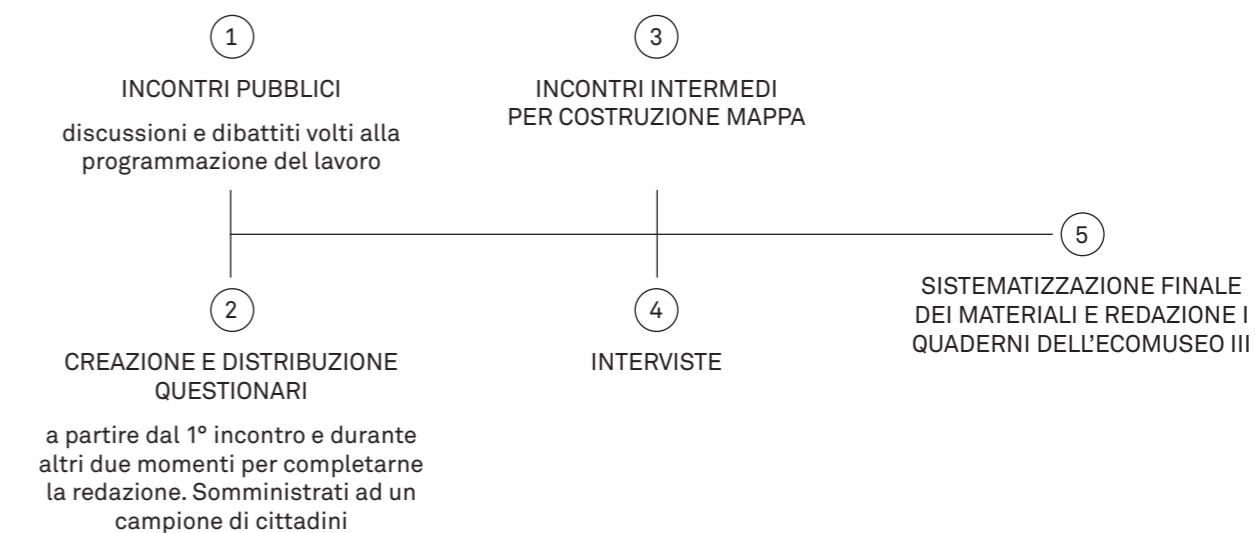 1
INCONTRI PUBBLICI
discussioni e dibattiti volti alla
programmazione del lavoro
2
CREAZIONE E DISTRIBUZIONE
QUESTIONARI
a partire dal 1° incontro e durante
altri due momenti per completarne
la redazione. Somministrati ad un
campione di cittadini
3
INCONTRI INTERMEDI
PER COSTRUZIONE MAPPA
4
INTERVISTE
5
SISTEMATIZZAZIONE FINALE
DEI MATERIALI E REDAZIONE I
QUADERNI DELL’ECOMUSEO III